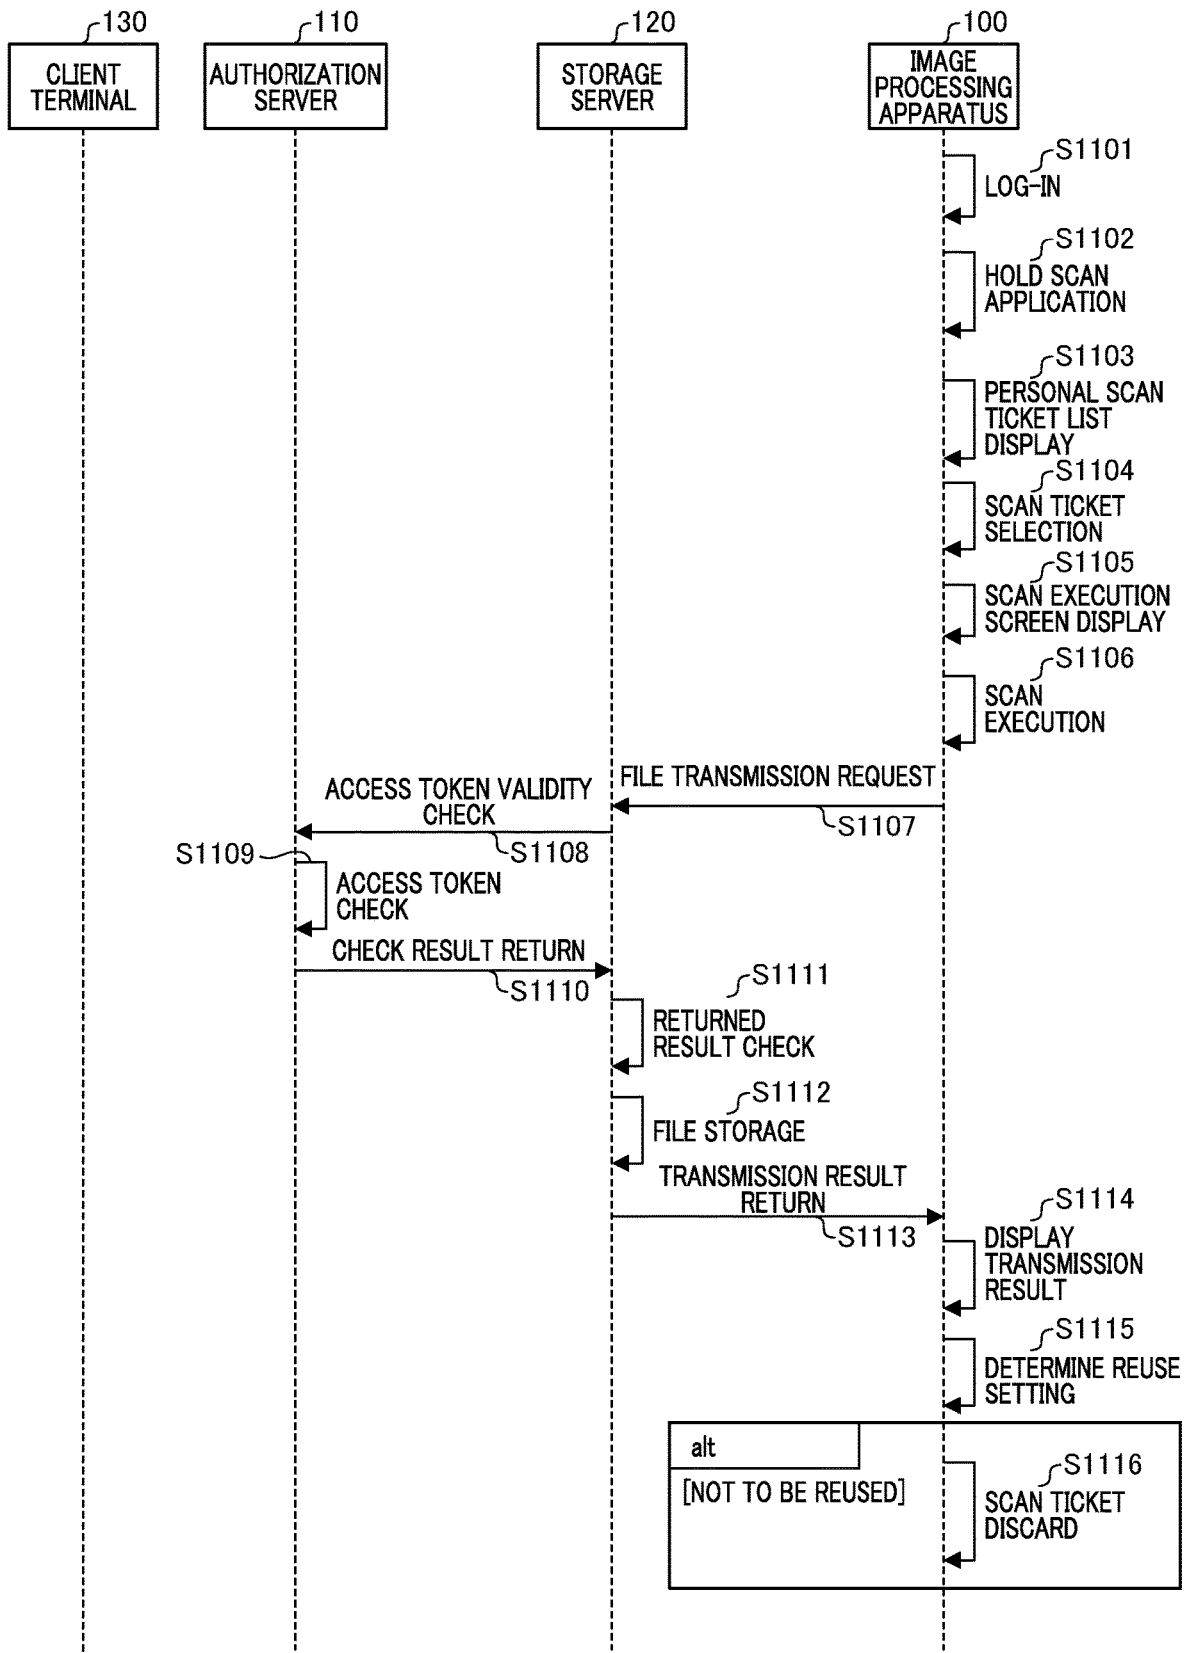 130
110
120
100
CLIENT
TERMINAL
AUTHORIZATION
SERVER
STORAGE
SERVER
IMAGE
PROCESSING
APPARATUS
S1101
LOG-IN
S1102
HOLD SCAN
APPLICATION
S1103
PERSONAL SCAN
TICKET LIST
DISPLAY
S1104
SCAN TICKET
SELECTION
S1105
SCAN EXECUTION
SCREEN DISPLAY
S1106
SCAN
EXECUTION
FILE TRANSMISSION REQUEST
S1107
ACCESS TOKEN VALIDITY
CHECK
S1108
S1109
ACCESS TOKEN
CHECK
CHECK RESULT RETURN
S1110
S1111
RETURNED
RESULT CHECK
S1112
FILE STORAGE
TRANSMISSION RESULT
RETURN
S1113
S1114
DISPLAY
TRANSMISSION
RESULT
S1115
DETERMINE REUSE
SETTING
alt
[NOT TO BE REUSED]
S1116
SCAN TICKET
DISCARD